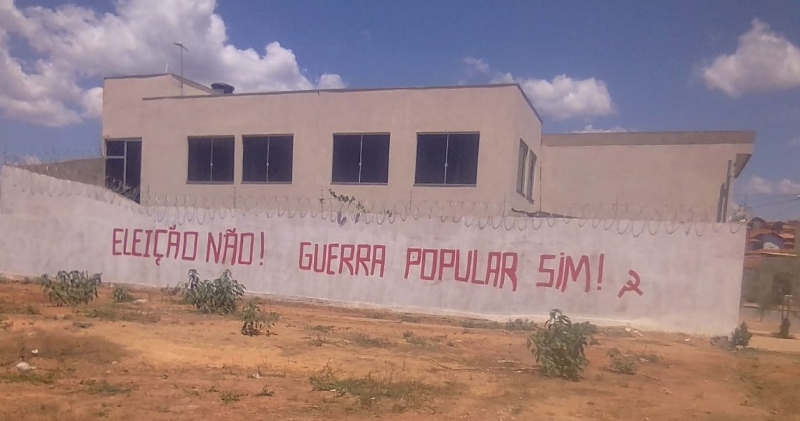 ELEIÇÃO NÃO! GUERRA POPULAR SIM! ☭